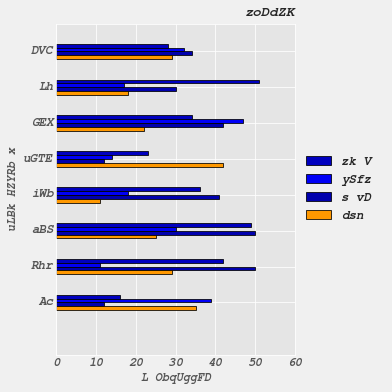 zoDdZK
DVC
Lh
GEX
uGTE
iWb
aBS
Rhr
Ac
uLBk HZYRb x
0 10 20 30 40 50 60
L ObqUggFD
zk V
ySfz
s vD
dsn